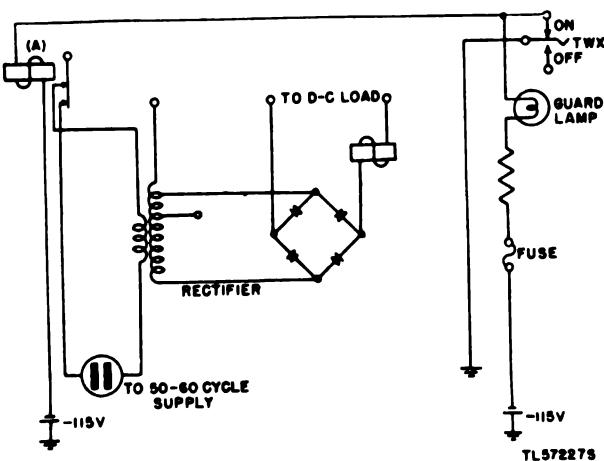 (A)
ON
TWX
OFF
TO D-C LOAD
GUARD
LAMP
FUSE
RECTIFIER
TO 50-60 CYCLE
SUPPLY
-115V
-115V
TL57227S